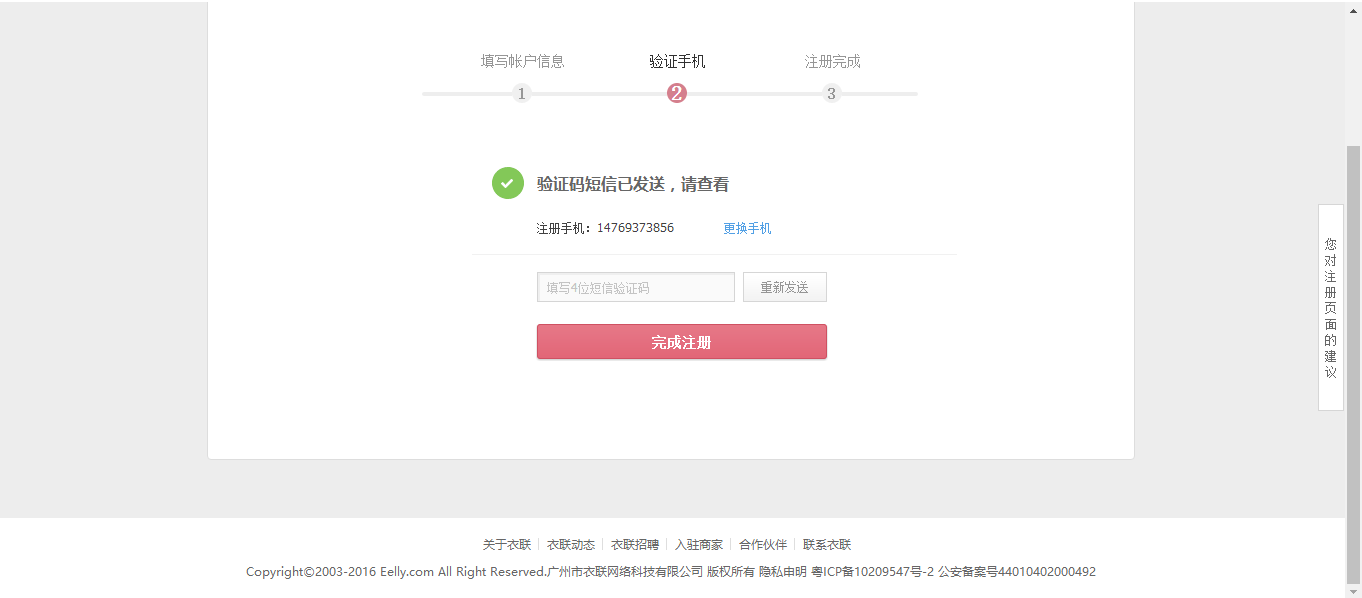 填写帐户信息 验证手机 注册完成
1 2 3
验证码短信已发送，请查看
注册手机：14769373856 更换手机
填写4位短信验证码 重新发送
完成注册
您对注册页面的建议
关于衣联 衣联动态 衣联招聘 入驻商家 合作伙伴 联系衣联
Copyright©2003-2016 Eelly.com All Right Reserved.广州市衣联网络科技有限公司 版权所有 隐私申明 粤ICP备10209547号-2 公安备案号44010402000492